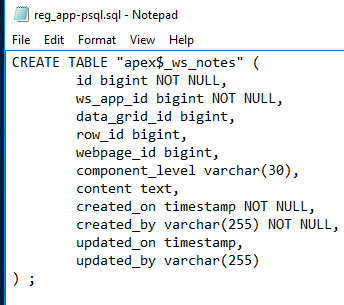 reg_app-psql.sql - Notepad
File Edit Format View Help
CREATE TABLE "apex$_ws_notes" (
id bigint NOT NULL,
ws_app_id bigint NOT NULL,
data_grid_id bigint,
row_id bigint,
webpage_id bigint,
component_level varchar(30),
content text,
created_on timestamp NOT NULL,
created_by varchar(255) NOT NULL,
updated_on timestamp,
updated_by varchar(255)
) ;